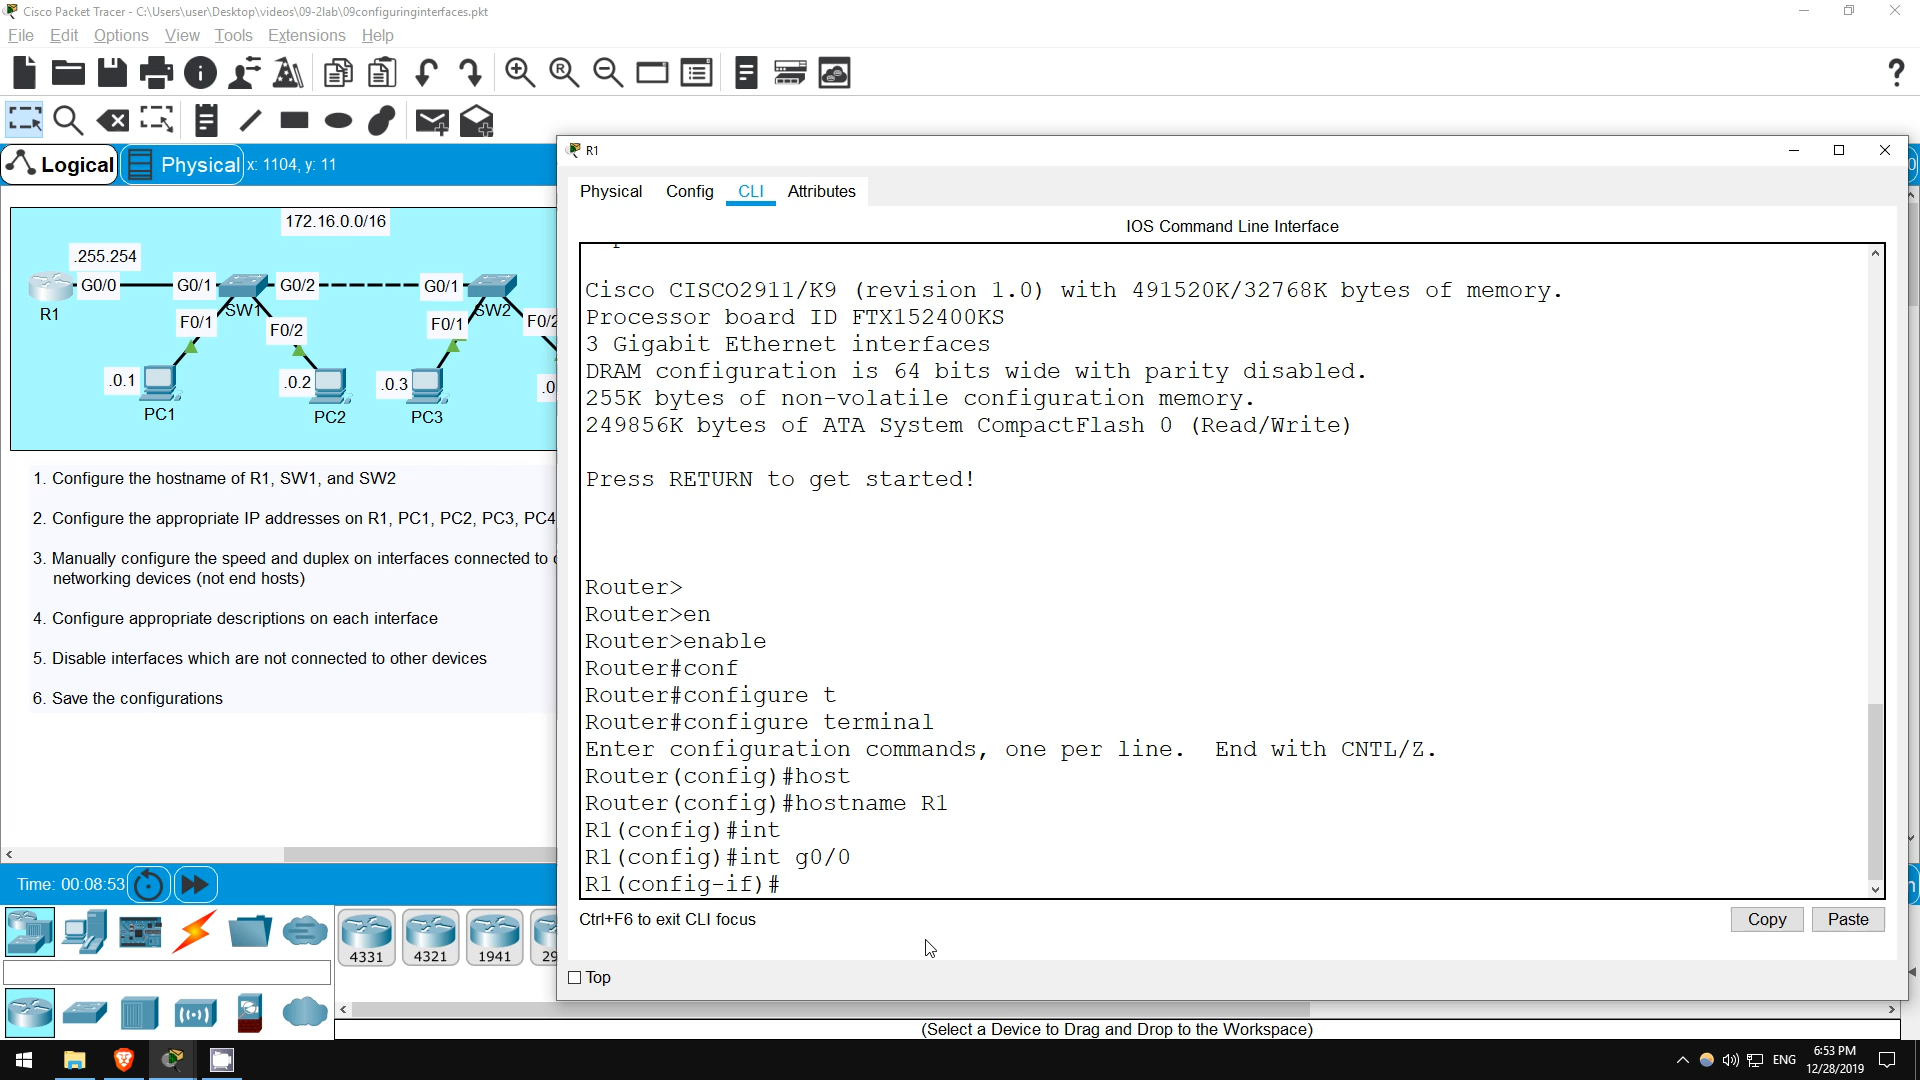 Cisco Packet Tracer - C:\Users\user\Desktop\videos\09-2lab\09configuringinterfaces.pkt
File Edit Options View Tools Extensions Help
Logical Physical x: 1104, y: 11
172.16.0.0/16
.255.254
G0/0 G0/1 G0/2 G0/1
R1 SW1 SW2
F0/1 F0/2 F0/1 F0/2
.0.1 .0.2 .0.3 .0
PC1 PC2 PC3
1. Configure the hostname of R1, SW1, and SW2
2. Configure the appropriate IP addresses on R1, PC1, PC2, PC3, PC4
3. Manually configure the speed and duplex on interfaces connected to
networking devices (not end hosts)
4. Configure appropriate descriptions on each interface
5. Disable interfaces which are not connected to other devices
6. Save the configurations
R1
Physical Config CLI Attributes
IOS Command Line Interface
Cisco CISCO2911/K9 (revision 1.0) with 491520K/32768K bytes of memory.
Processor board ID FTX152400KS
3 Gigabit Ethernet interfaces
DRAM configuration is 64 bits wide with parity disabled.
255K bytes of non-volatile configuration memory.
249856K bytes of ATA System CompactFlash 0 (Read/Write)
Press RETURN to get started!
Router>
Router>en
Router>enable
Router#conf
Router#configure t
Router#configure terminal
Enter configuration commands, one per line.  End with CNTL/Z.
Router(config)#host
Router(config)#hostname R1
R1(config)#int
R1(config)#int g0/0
R1(config-if)#
Ctrl+F6 to exit CLI focus
Copy Paste
Top
Time: 00:08:53
4331 4321 1941 29
(Select a Device to Drag and Drop to the Workspace)
ENG
6:53 PM
12/28/2019